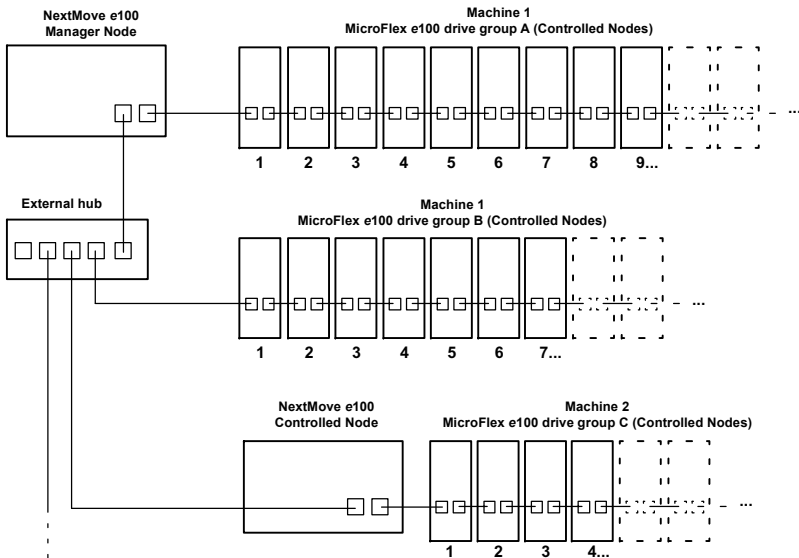 NextMove e100
Manager Node
Machine 1
MicroFlex e100 drive group A (Controlled Nodes)
...
1 2 3 4 5 6 7 8 9...
External hub
Machine 1
MicroFlex e100 drive group B (Controlled Nodes)
...
1 2 3 4 5 6 7...
NextMove e100
Controlled Node
Machine 2
MicroFlex e100 drive group C (Controlled Nodes)
...
1 2 3 4...